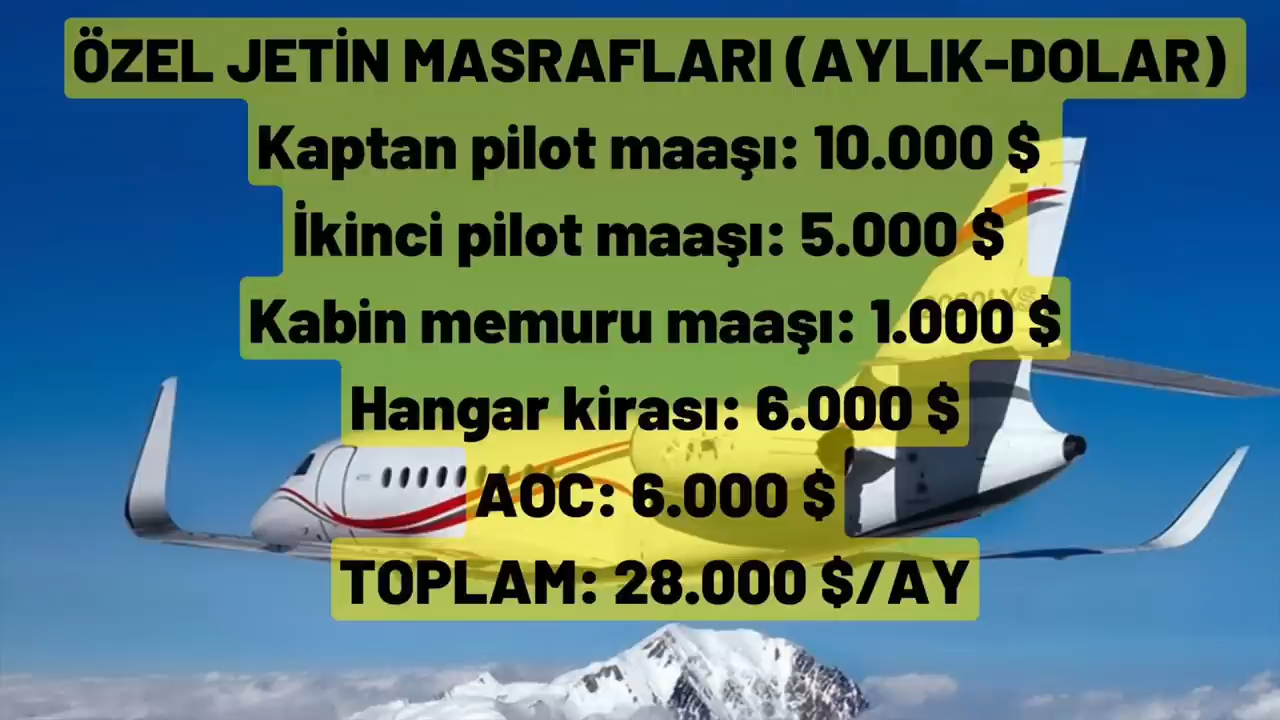 ÖZEL JETİN MASRAFLARI (AYLIK-DOLAR)
Kaptan pilot maaşı: 10.000 $
İkinci pilot maaşı: 5.000 $
Kabin memuru maaşı: 1.000 $
Hangar kirası: 6.000 $
AOC: 6.000 $
TOPLAM: 28.000 $/AY